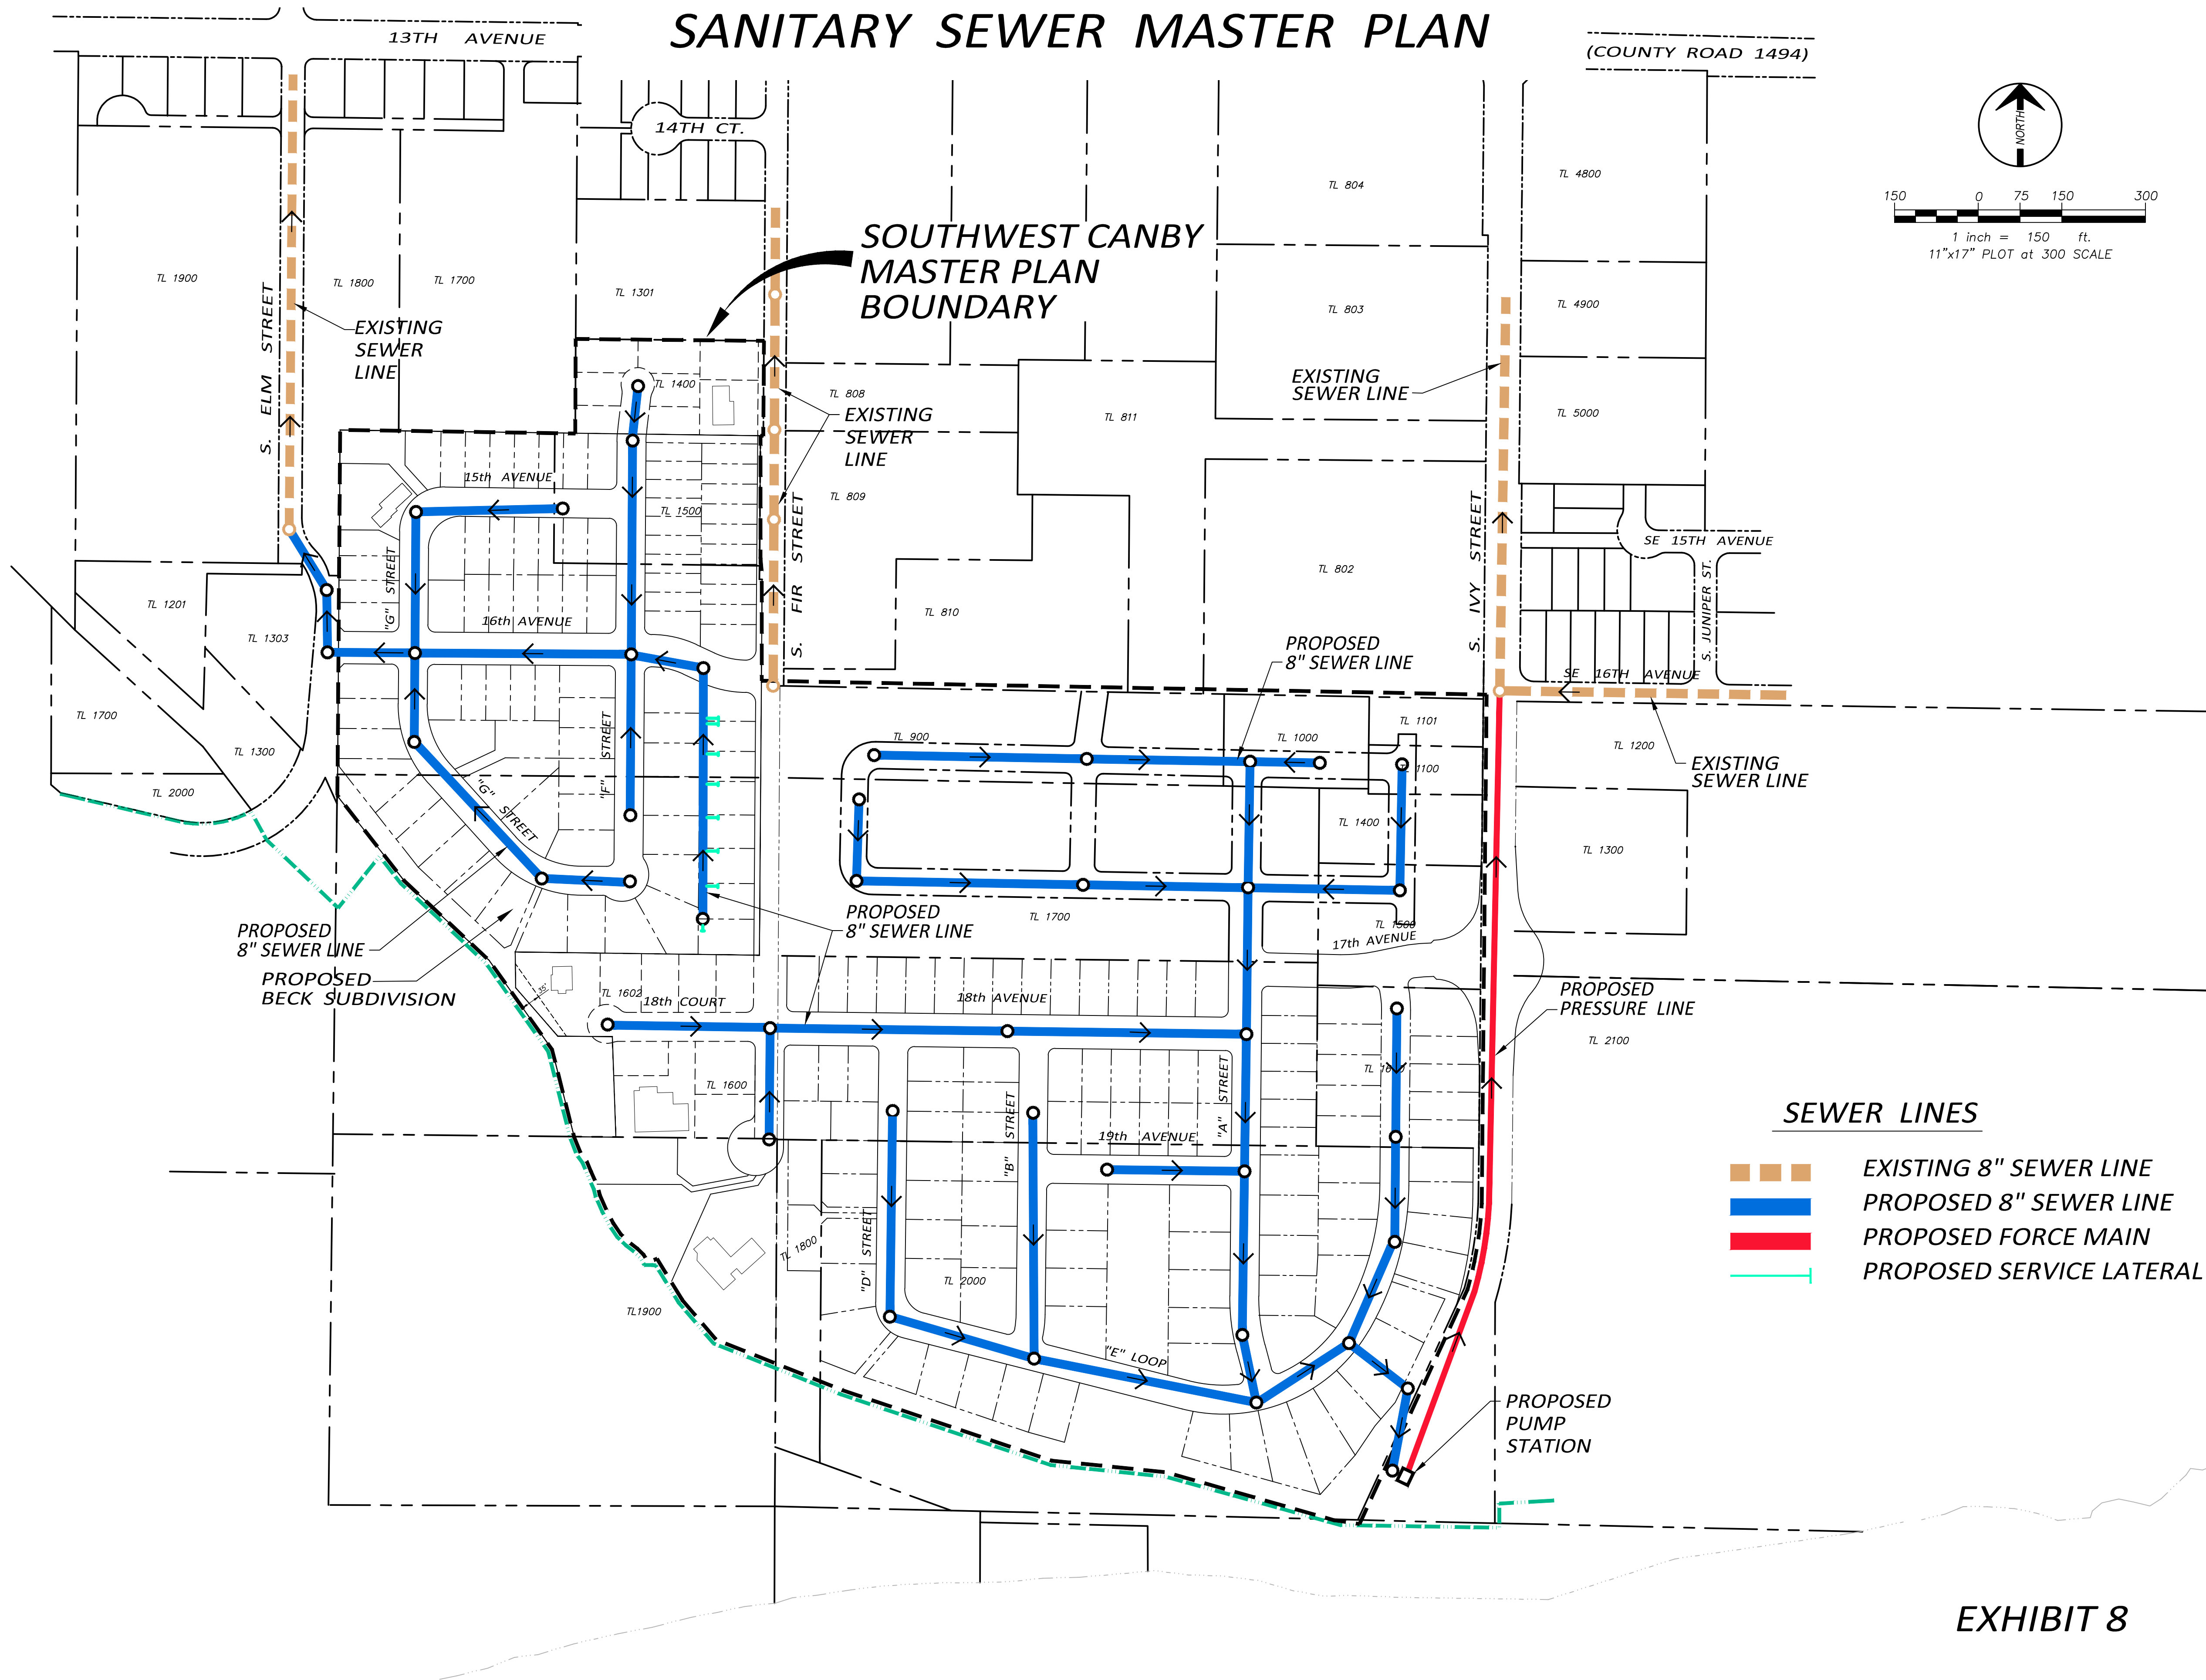 SANITARY SEWER MASTER PLAN
13TH AVENUE
(COUNTY ROAD 1494)
14TH CT.
NORTH
150 0 75 150 300
1 inch = 150 ft.
11"x17" PLOT at 300 SCALE
TL 804
TL 4800
SOUTHWEST CANBY
MASTER PLAN
BOUNDARY
TL 1900
TL 1800
TL 1700
TL 1301
TL 803
TL 4900
S. ELM STREET
EXISTING
SEWER
LINE
TL 1400
TL 808
EXISTING
SEWER
LINE
TL 811
EXISTING
SEWER LINE
TL 5000
15th AVENUE
TL 1500
TL 809
S. FIR STREET
S. IVY STREET
SE 15TH AVENUE
TL 802
S. JUNIPER ST.
"G" STREET
TL 1201
TL 1303
16th AVENUE
TL 810
PROPOSED
8" SEWER LINE
SE 16TH AVENUE
TL 1700
TL 1300
TL 2000
"F" STREET
"G" STREET
TL 900
TL 1000
TL 1101
TL 1100
TL 1200
EXISTING
SEWER LINE
TL 1400
TL 1300
PROPOSED
8" SEWER LINE
PROPOSED
BECK SUBDIVISION
PROPOSED
8" SEWER LINE
TL 1700
TL 1500
17th AVENUE
35'
TL 1602
18th COURT
18th AVENUE
PROPOSED
PRESSURE LINE
TL 2100
TL 1600
"A" STREET
"B" STREET
19th AVENUE
"D" STREET
TL 1800
TL 2000
TL1900
"E" LOOP
PROPOSED
PUMP
STATION
SEWER LINES
EXISTING 8" SEWER LINE
PROPOSED 8" SEWER LINE
PROPOSED FORCE MAIN
PROPOSED SERVICE LATERAL
EXHIBIT 8